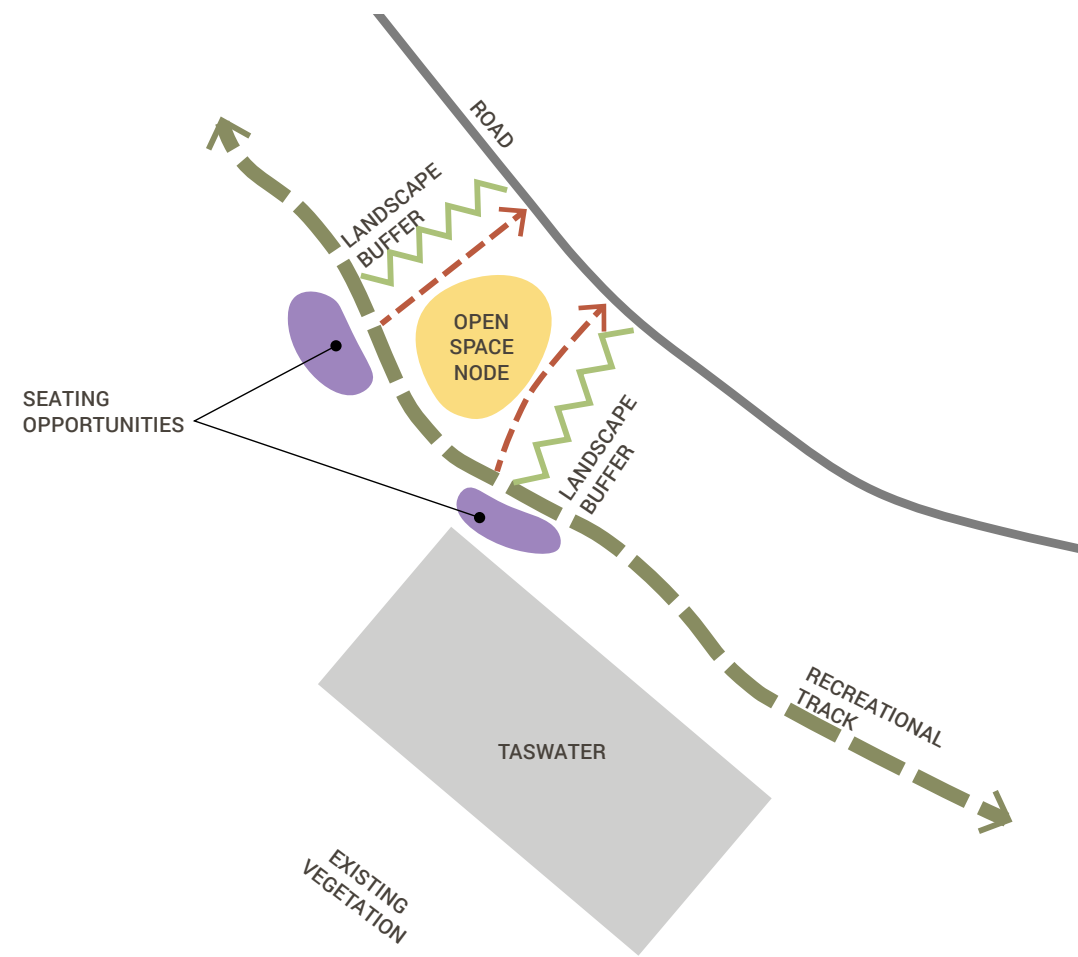 ROAD
LANDSCAPE
BUFFER
OPEN
SPACE
NODE
SEATING
OPPORTUNITIES
LANDSCAPE
BUFFER
RECREATIONAL
TRACK
TASWATER
EXISTING
VEGETATION